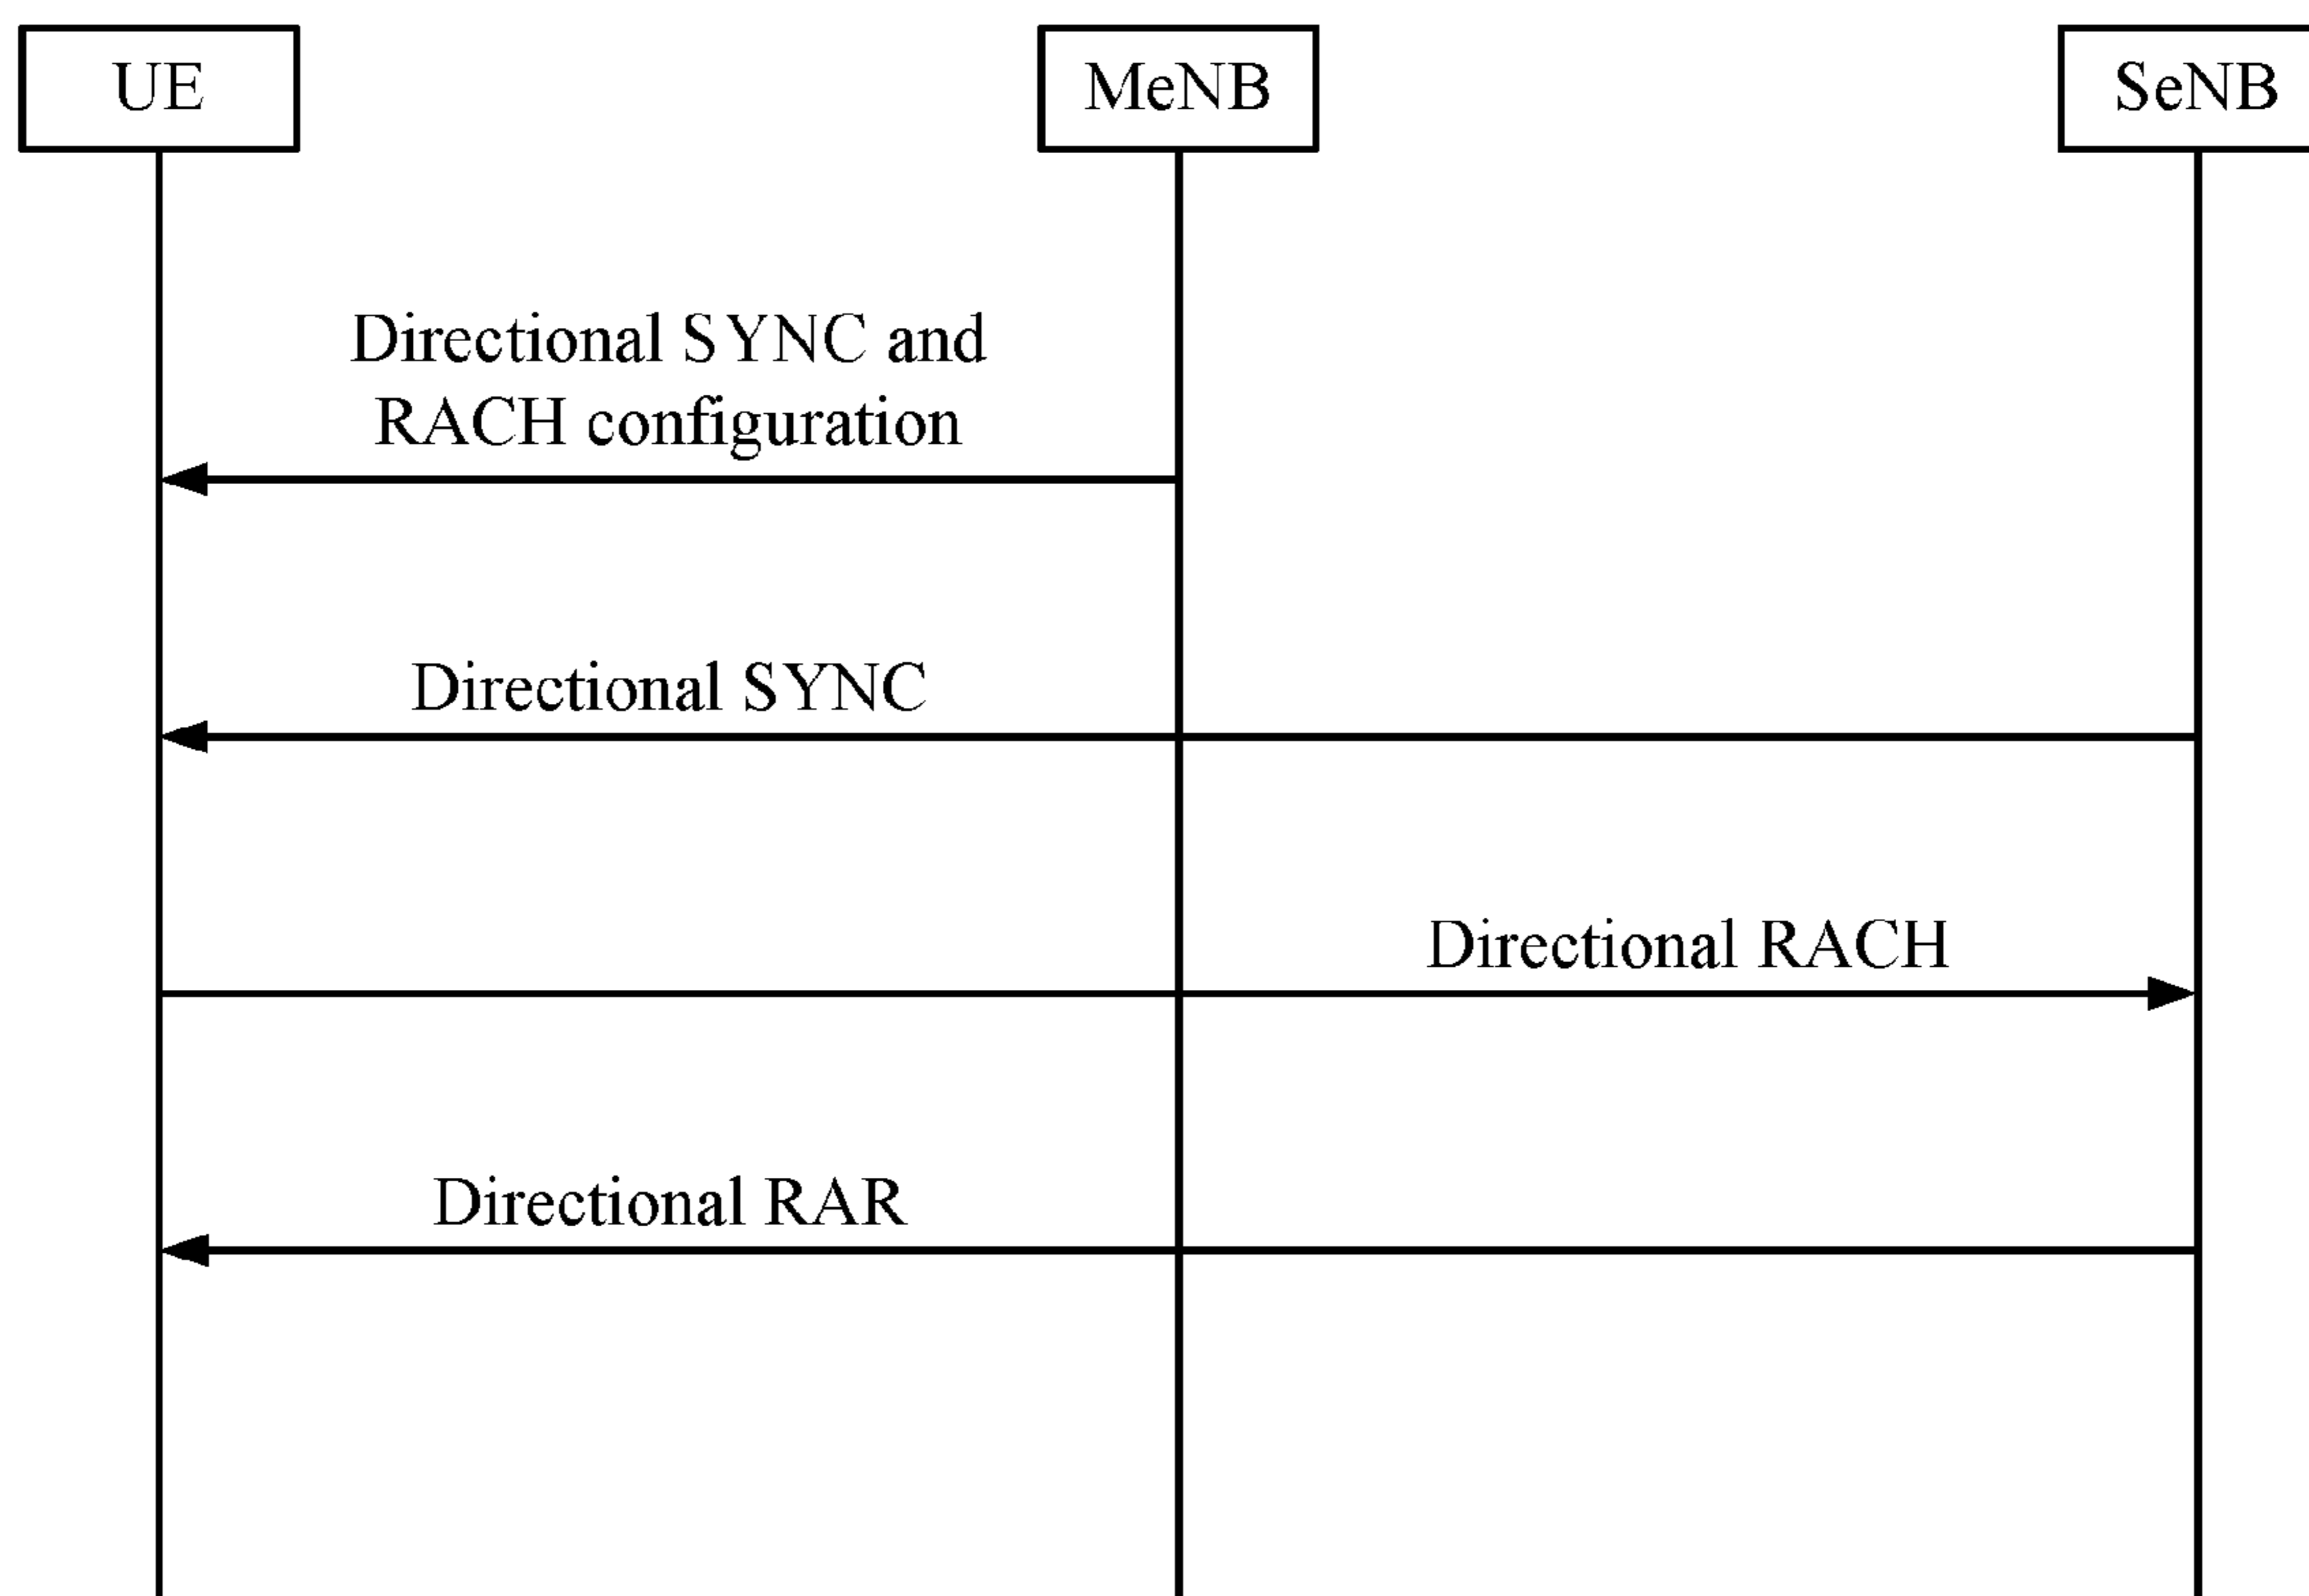 UE
MeNB
SeNB
Directional SYNC and
RACH configuration
Directional SYNC
Directional RACH
Directional RAR